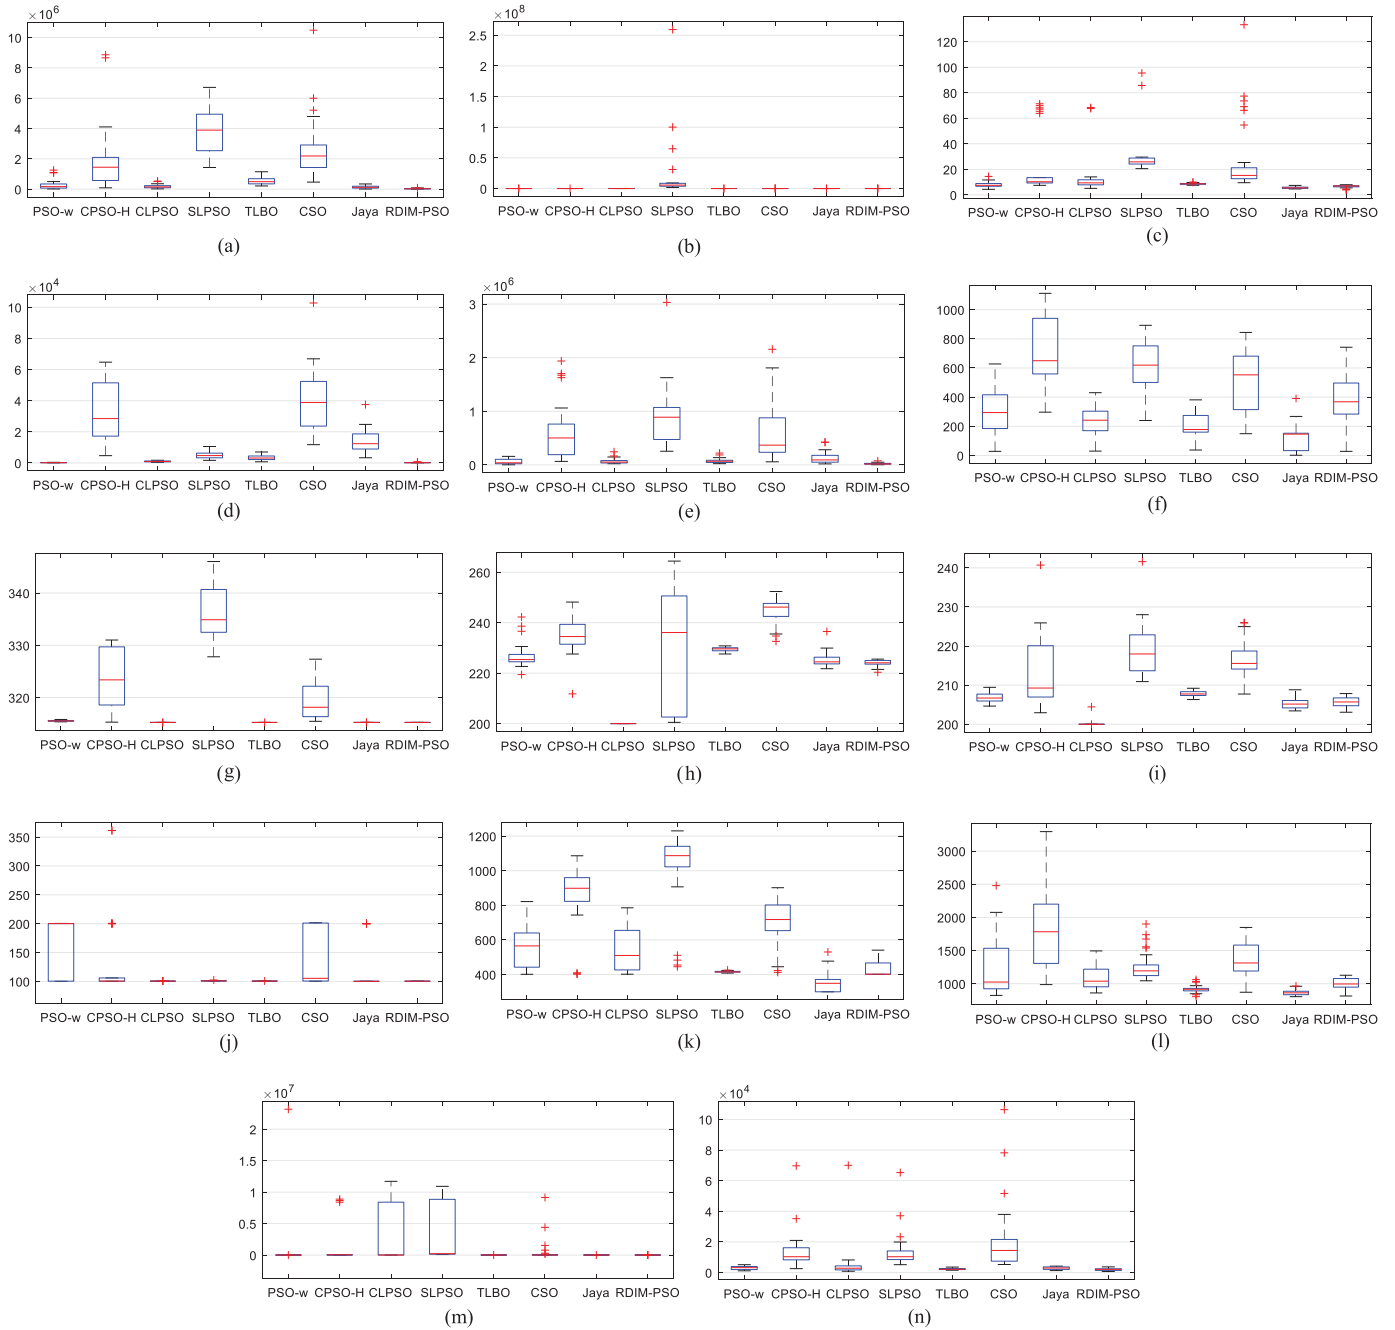 ×10^6
10
8
6
4
2
0
PSO-w CPSO-H CLPSO SLPSO TLBO CSO Jaya RDIM-PSO
(a)
×10^8
2.5
2
1.5
1
0.5
0
PSO-w CPSO-H CLPSO SLPSO TLBO CSO Jaya RDIM-PSO
(b)
120
100
80
60
40
20
0
PSO-w CPSO-H CLPSO SLPSO TLBO CSO Jaya RDIM-PSO
(c)
×10^4
10
8
6
4
2
0
PSO-w CPSO-H CLPSO SLPSO TLBO CSO Jaya RDIM-PSO
(d)
×10^6
3
2
1
0
PSO-w CPSO-H CLPSO SLPSO TLBO CSO Jaya RDIM-PSO
(e)
1000
800
600
400
200
0
PSO-w CPSO-H CLPSO SLPSO TLBO CSO Jaya RDIM-PSO
(f)
340
330
320
PSO-w CPSO-H CLPSO SLPSO TLBO CSO Jaya RDIM-PSO
(g)
260
240
220
200
PSO-w CPSO-H CLPSO SLPSO TLBO CSO Jaya RDIM-PSO
(h)
240
230
220
210
200
PSO-w CPSO-H CLPSO SLPSO TLBO CSO Jaya RDIM-PSO
(i)
350
300
250
200
150
100
PSO-w CPSO-H CLPSO SLPSO TLBO CSO Jaya RDIM-PSO
(j)
1200
1000
800
600
400
PSO-w CPSO-H CLPSO SLPSO TLBO CSO Jaya RDIM-PSO
(k)
3000
2500
2000
1500
1000
PSO-w CPSO-H CLPSO SLPSO TLBO CSO Jaya RDIM-PSO
(l)
×10^7
2
1.5
1
0.5
0
PSO-w CPSO-H CLPSO SLPSO TLBO CSO Jaya RDIM-PSO
(m)
×10^4
10
8
6
4
2
0
PSO-w CPSO-H CLPSO SLPSO TLBO CSO Jaya RDIM-PSO
(n)